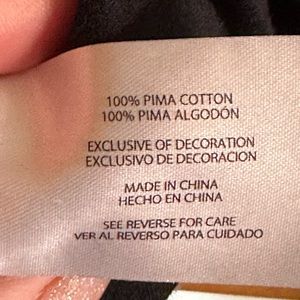 100% PIMA COTTON
100% PIMA ALGODÓN
EXCLUSIVE OF DECORATION
EXCLUSIVO DE DECORACION
MADE IN CHINA
HECHO EN CHINA
SEE REVERSE FOR CARE
VER AL REVERSO PARA CUIDADO